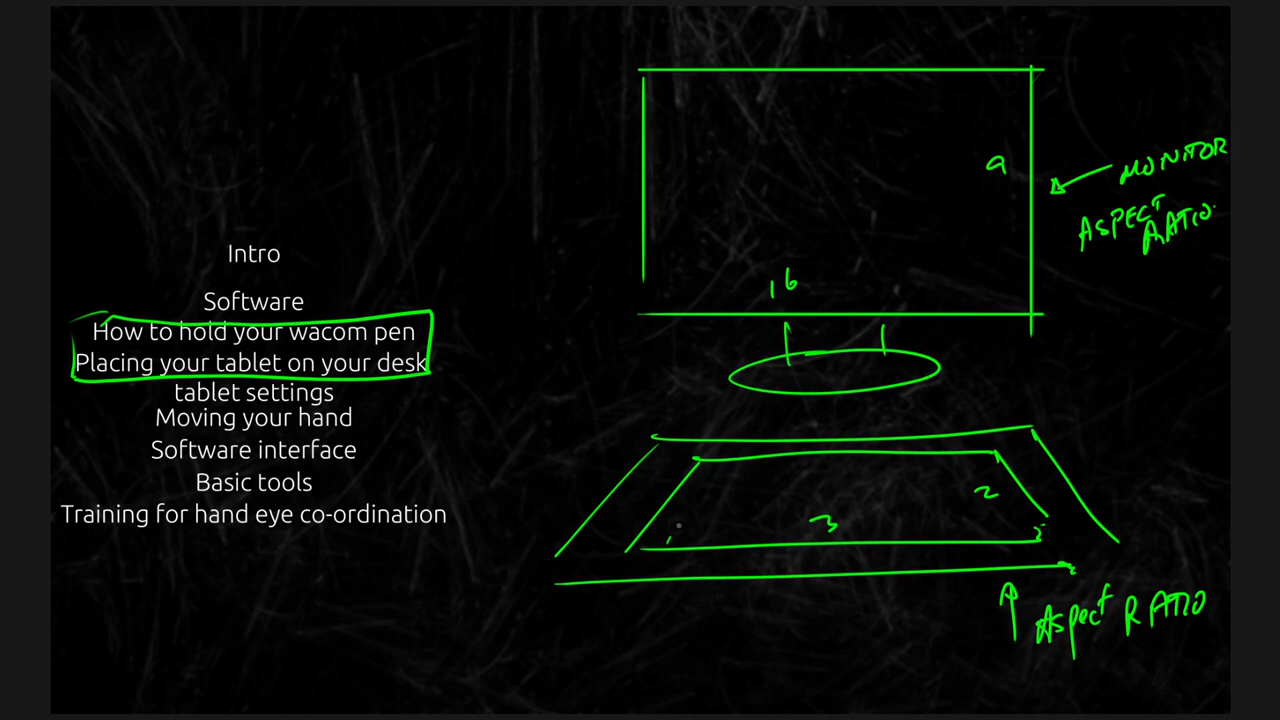 Intro
Software
How to hold your wacom pen
Placing your tablet on your desk
tablet settings
Moving your hand
Software interface
Basic tools
Training for hand eye co-ordination
9
MONITOR
ASPECT
RATIO.
16
2
3
Aspect RATIO